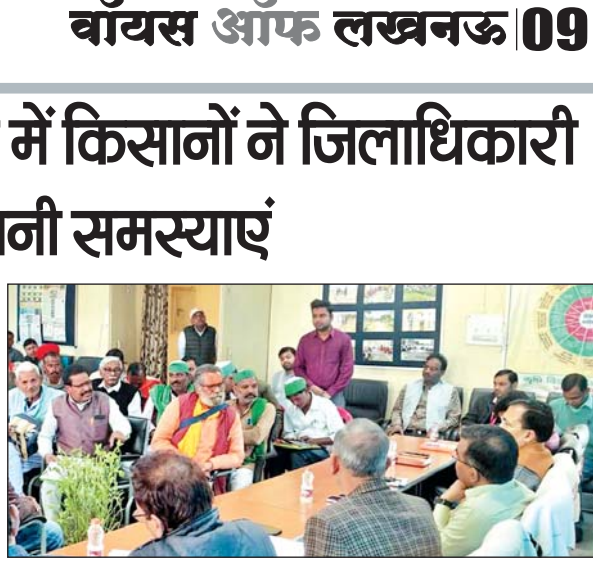 वॉयस ऑफ लखनऊ|09
में किसानों ने जिलाधिकारी
नी समस्याएं